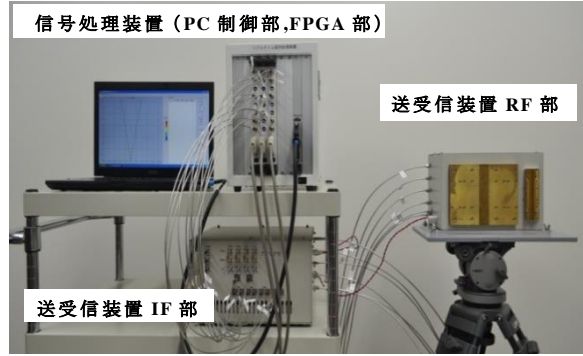 信号処理装置（PC 制御部,FPGA 部）
送受信装置 RF 部
送受信装置 IF 部